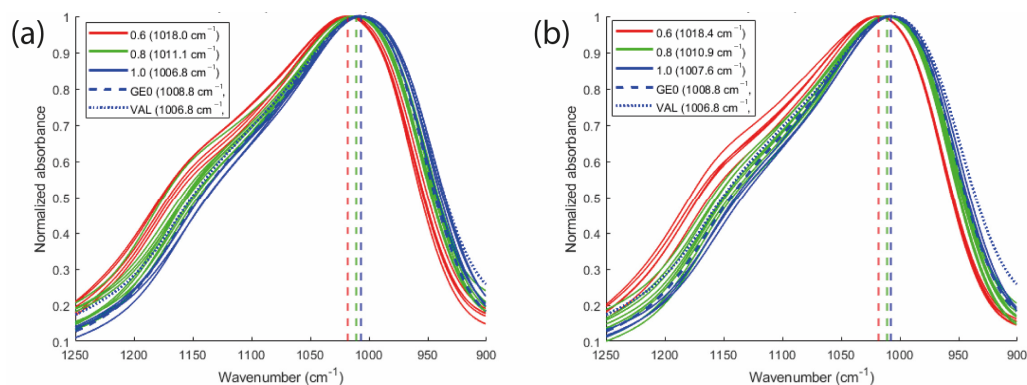 (a)
0.6 (1018.0 cm⁻¹)
0.8 (1011.1 cm⁻¹)
1.0 (1006.8 cm⁻¹)
GE0 (1008.8 cm⁻¹,
VAL (1006.8 cm⁻¹,
Normalized absorbance
1
0.9
0.8
0.7
0.6
0.5
0.4
0.3
0.2
0.1
1250 1200 1150 1100 1050 1000 950 900
Wavenumber (cm⁻¹)
(b)
0.6 (1018.4 cm⁻¹)
0.8 (1010.9 cm⁻¹)
1.0 (1007.6 cm⁻¹)
GE0 (1008.8 cm⁻¹,
VAL (1006.8 cm⁻¹,
Normalized absorbance
1
0.9
0.8
0.7
0.6
0.5
0.4
0.3
0.2
0.1
1250 1200 1150 1100 1050 1000 950 900
Wavenumber (cm⁻¹)